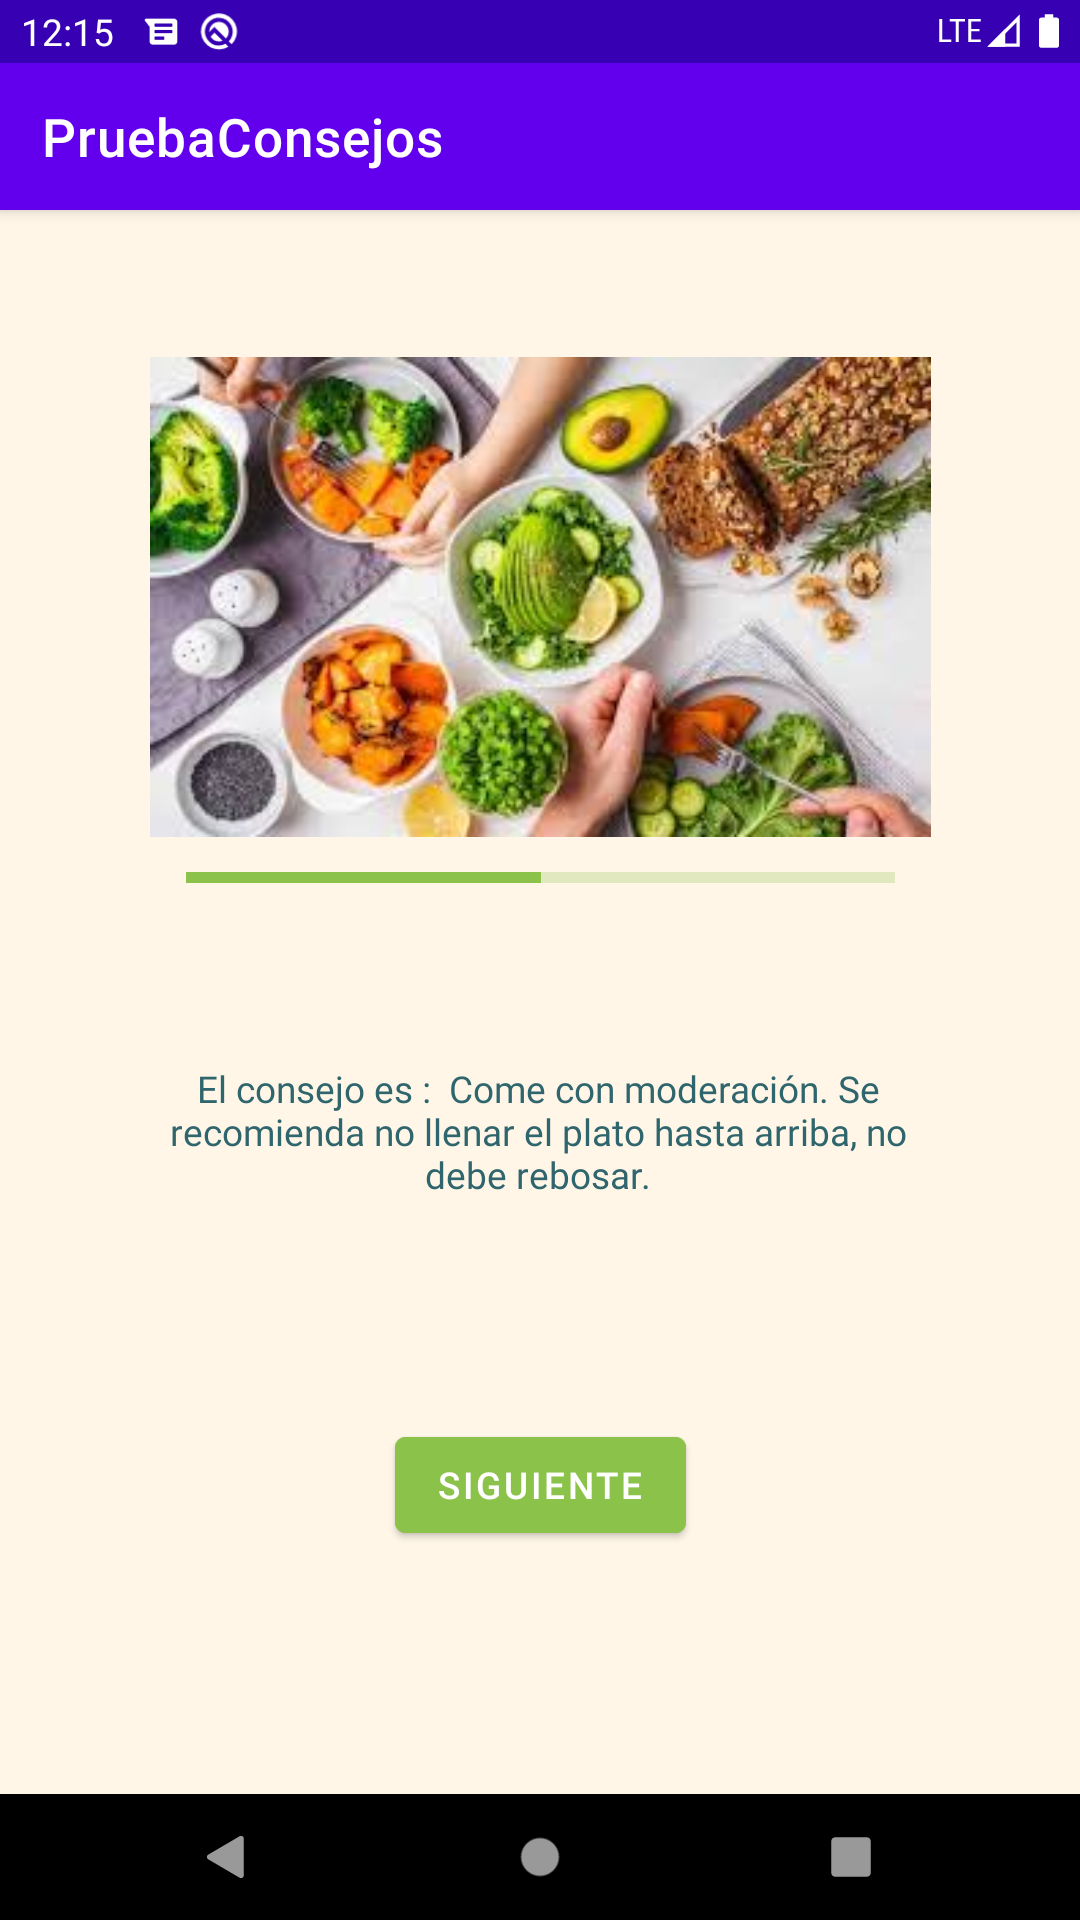 12:15 LTE
PruebaConsejos
El consejo es :  Come con moderación. Se
recomienda no llenar el plato hasta arriba, no
debe rebosar.
SIGUIENTE